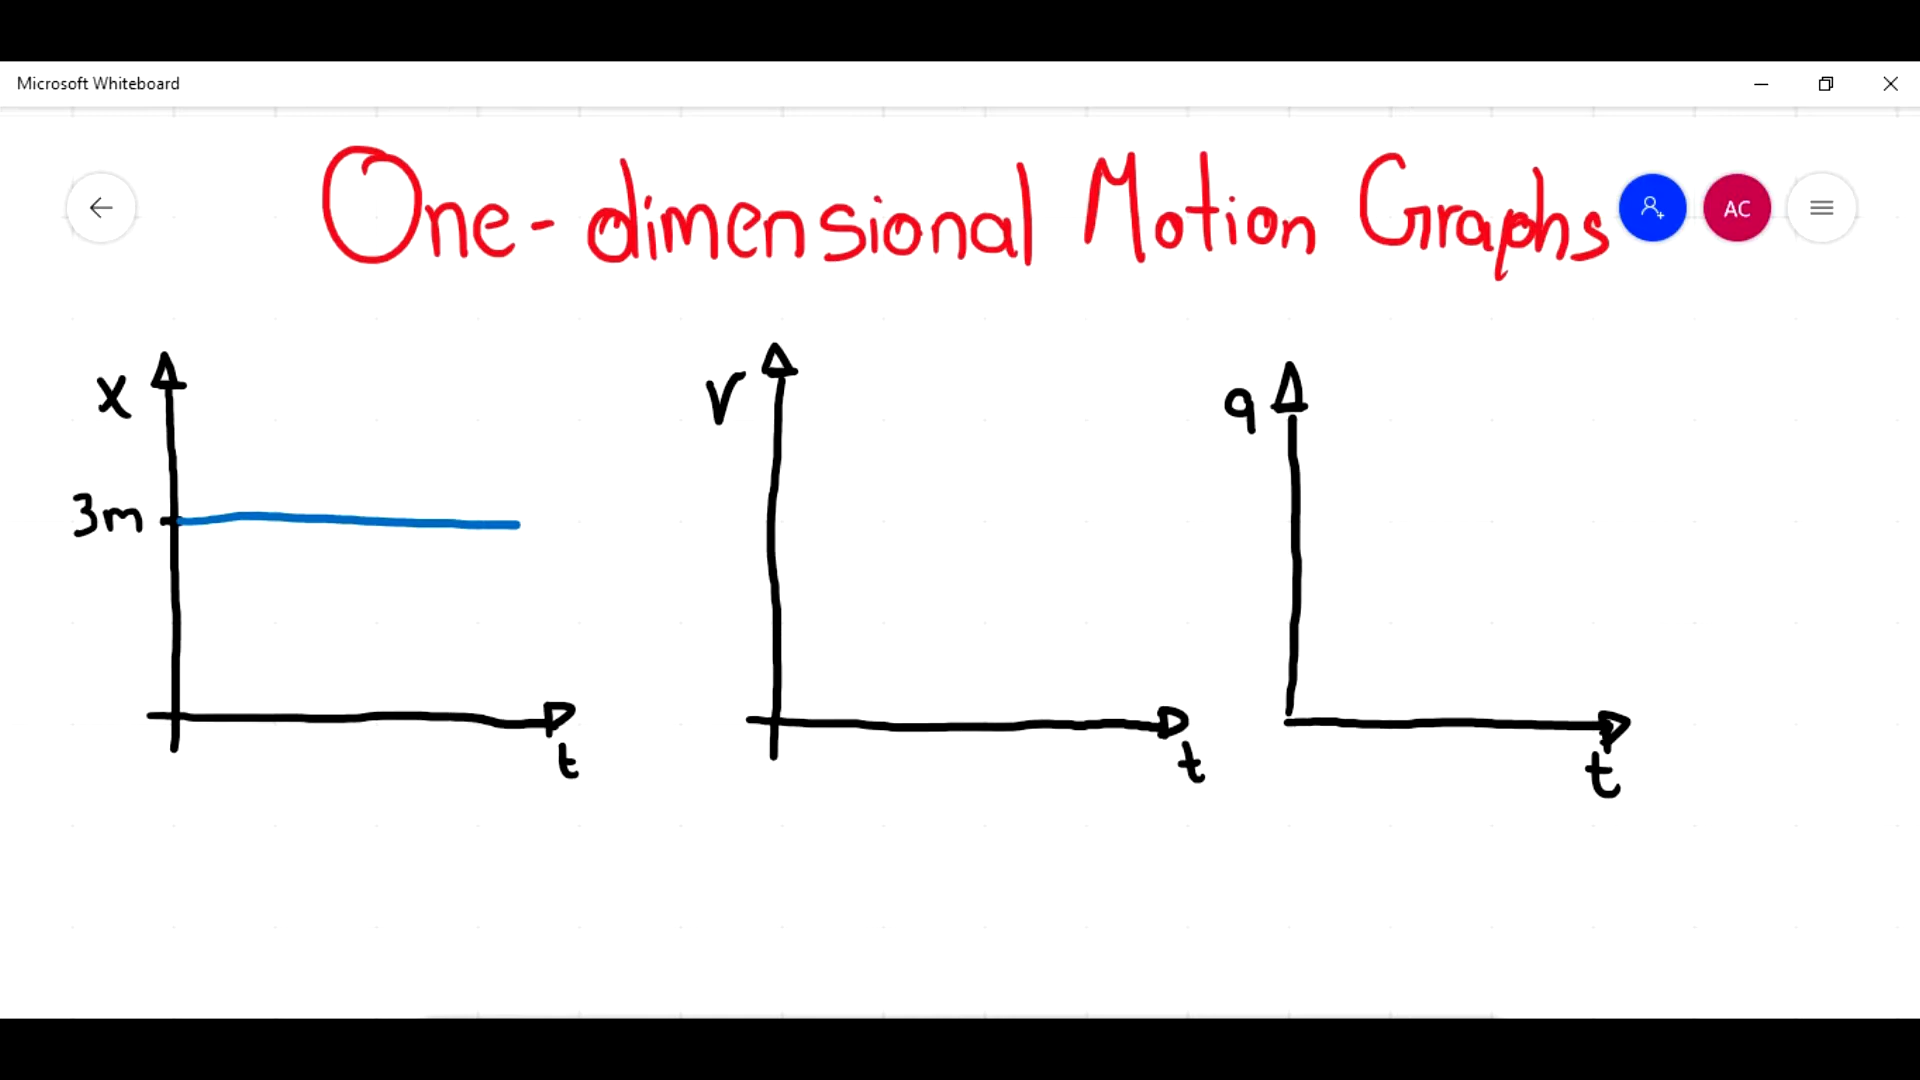 Microsoft Whiteboard
One-dimensional Motion Graphs
AC
x
V
a
3m
t
t
t